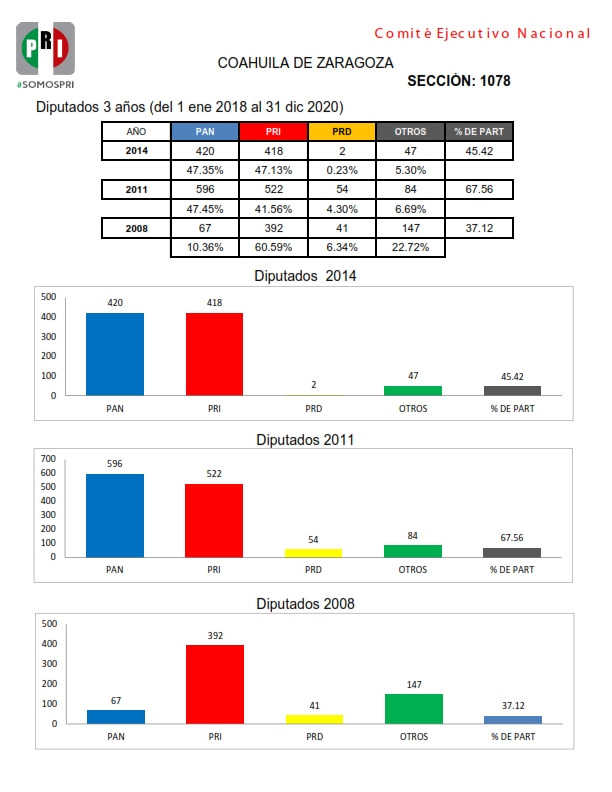 PRI
#SOMOSPRI
Comité Ejecutivo Nacional
COAHUILA DE ZARAGOZA
SECCIÓN: 1078
Diputados 3 años (del 1 ene 2018 al 31 dic 2020)
AÑO PAN PRI PRD OTROS % DE PART
2014 420 418 2 47 45.42
47.35% 47.13% 0.23% 5.30%
2011 596 522 54 84 67.56
47.45% 41.56% 4.30% 6.69%
2008 67 392 41 147 37.12
10.36% 60.59% 6.34% 22.72%
Diputados 2014
500
400
300
200
100
0
420 418 2 47 45.42
PAN PRI PRD OTROS % DE PART
Diputados 2011
700
600
500
400
300
200
100
0
596 522 54 84 67.56
PAN PRI PRD OTROS % DE PART
Diputados 2008
500
400
300
200
100
0
67 392 41 147 37.12
PAN PRI PRD OTROS % DE PART